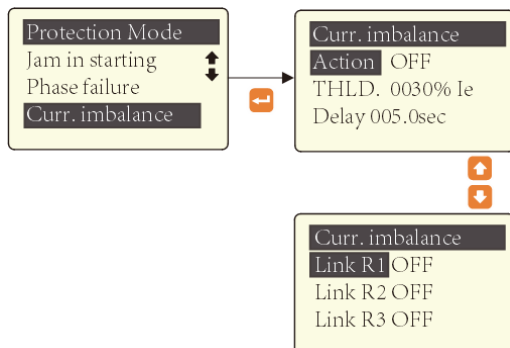 Protection Mode
Jam in starting
Phase failure
Curr. imbalance
Curr. imbalance
Action OFF
THLD. 0030% Ie
Delay 005.0sec
Curr. imbalance
Link R1 OFF
Link R2 OFF
Link R3 OFF